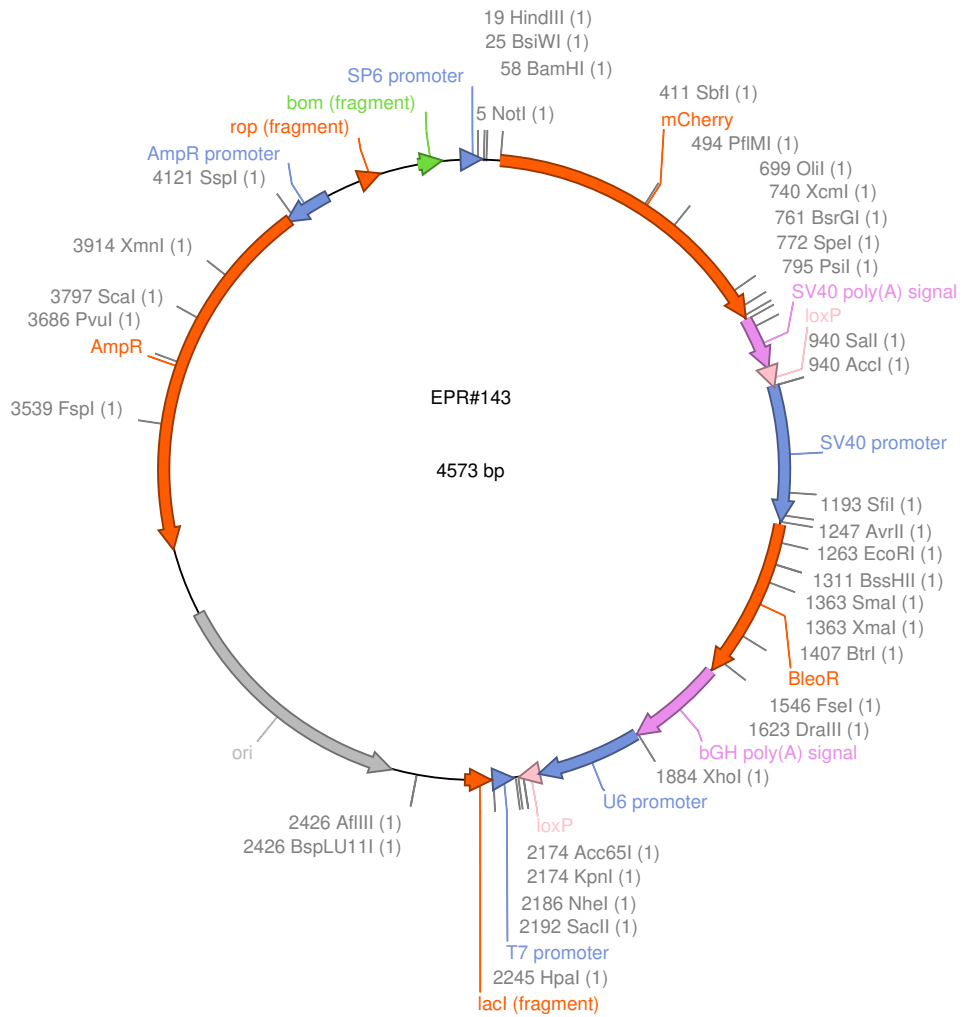 19 HindIII (1)
25 BsiWI (1)
58 BamHI (1)
SP6 promoter
bom (fragment)
5 NotI (1)
411 SbfI (1)
mCherry
rop (fragment)
494 PflMI (1)
AmpR promoter
699 OliI (1)
4121 SspI (1)
740 XcmI (1)
761 BsrGI (1)
3914 XmnI (1)
772 SpeI (1)
795 PsiI (1)
SV40 poly(A) signal
3797 ScaI (1)
loxP
3686 PvuI (1)
940 SalI (1)
AmpR
940 AccI (1)
EPR#143
3539 FspI (1)
SV40 promoter
4573 bp
1193 SfiI (1)
1247 AvrII (1)
1263 EcoRI (1)
1311 BssHII (1)
1363 SmaI (1)
1363 XmaI (1)
1407 BtrI (1)
BleoR
1546 FseI (1)
1623 DraIII (1)
ori
bGH poly(A) signal
1884 XhoI (1)
U6 promoter
2426 AflIII (1)
loxP
2426 BspLU11I (1)
2174 Acc65I (1)
2174 KpnI (1)
2186 NheI (1)
2192 SacII (1)
T7 promoter
2245 HpaI (1)
lacI (fragment)